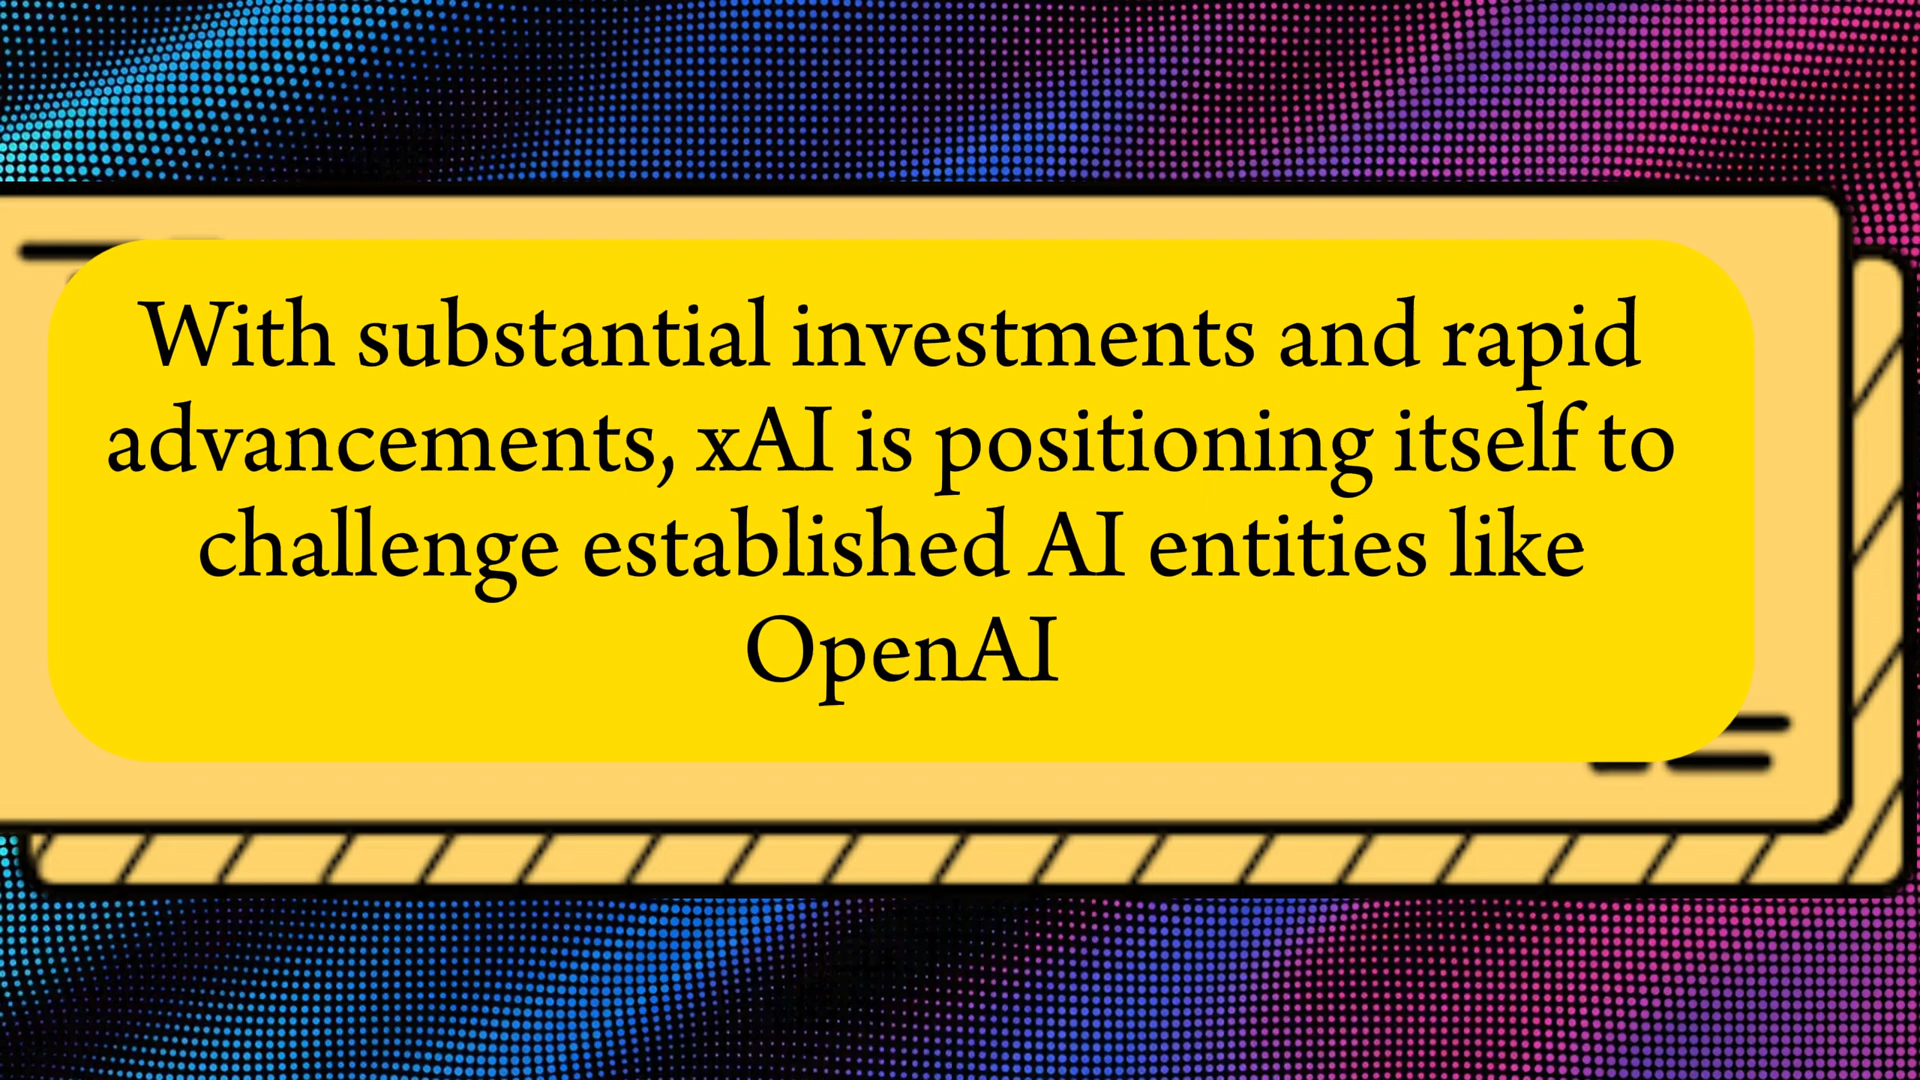 With substantial investments and rapid
advancements, xAI is positioning itself to
challenge established AI entities like
OpenAI